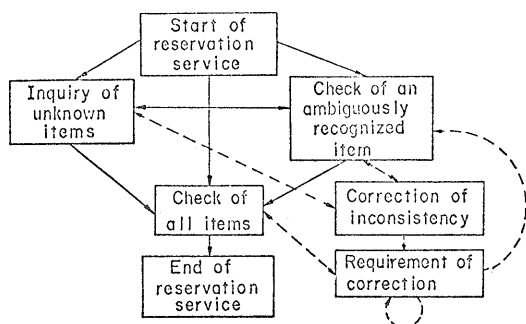 Start of
reservation
service
Inquiry of
unknown
items
Check of an
ambiguously
recognized
item
Check of
all items
Correction of
inconsistency
End of
reservation
service
Requirement of
correction